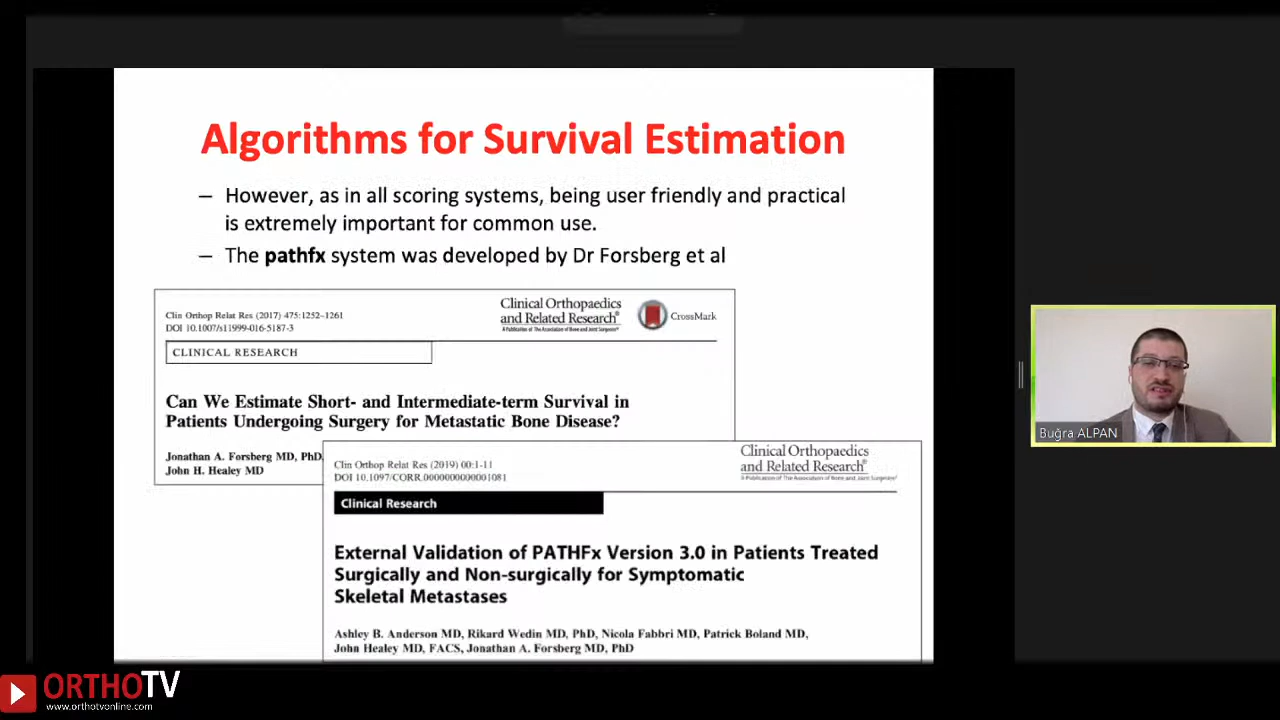 Algorithms for Survival Estimation
– However, as in all scoring systems, being user friendly and practical
is extremely important for common use.
– The pathfx system was developed by Dr Forsberg et al
Clin Orthop Relat Res (2017) 475:1252–1261
DOI 10.1007/s11999-016-5187-3
Clinical Orthopaedics
and Related Research®
A Publication of The Association of Bone and Joint Surgeons®
CrossMark
CLINICAL RESEARCH
Can We Estimate Short- and Intermediate-term Survival in
Patients Undergoing Surgery for Metastatic Bone Disease?
Jonathan A. Forsberg MD, PhD,
John H. Healey MD
Clin Orthop Relat Res (2019) 00:1-11
DOI 10.1097/CORR.0000000000001081
Clinical Orthopaedics
and Related Research®
A Publication of The Association of Bone and Joint Surgeons®
Clinical Research
External Validation of PATHFx Version 3.0 in Patients Treated
Surgically and Non-surgically for Symptomatic
Skeletal Metastases
Ashley B. Anderson MD, Rikard Wedin MD, PhD, Nicola Fabbri MD, Patrick Boland MD,
John Healey MD, FACS, Jonathan A. Forsberg MD, PhD
Buğra ALPAN
ORTHOTV
www.orthotvonline.com